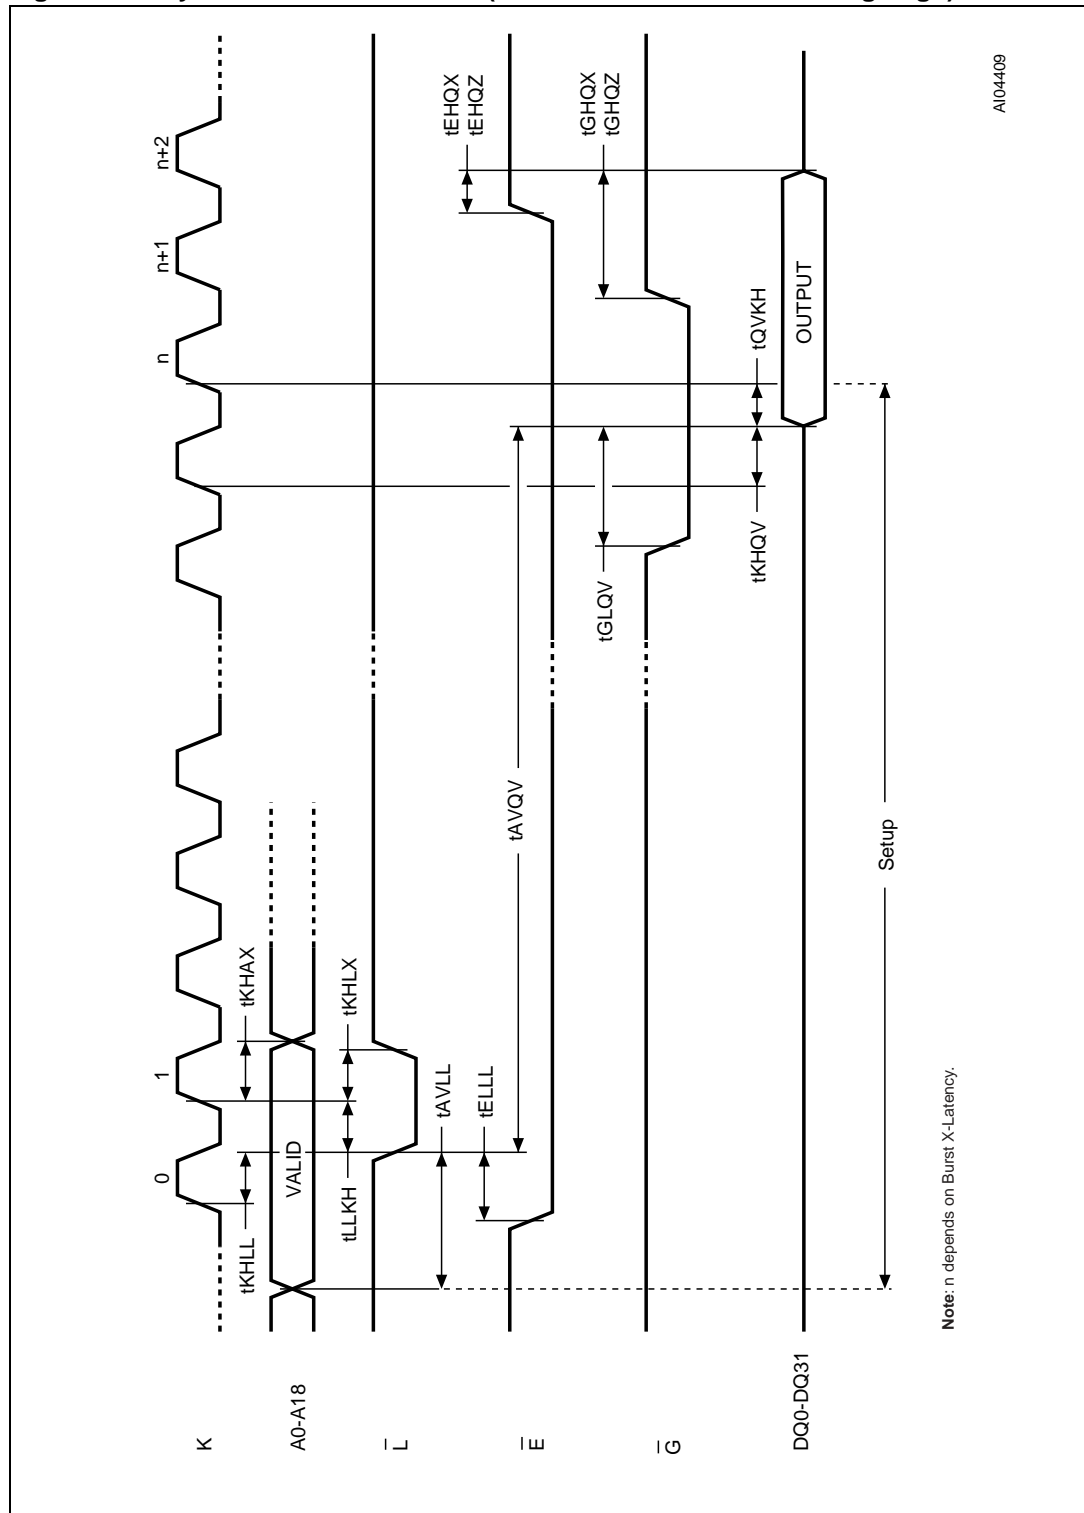 K
0
1
n
n+1
n+2
tKHLL
tKHAX
A0-A18
VALID
L
tLLKH
tKHLX
tAVLL
tELLL
E
tAVQV
tEHQX
tEHQZ
G
tGLQV
tGHQX
tGHQZ
tKHQV
tQVKH
DQ0-DQ31
OUTPUT
Setup
Note: n depends on Burst X-Latency.
AI04409